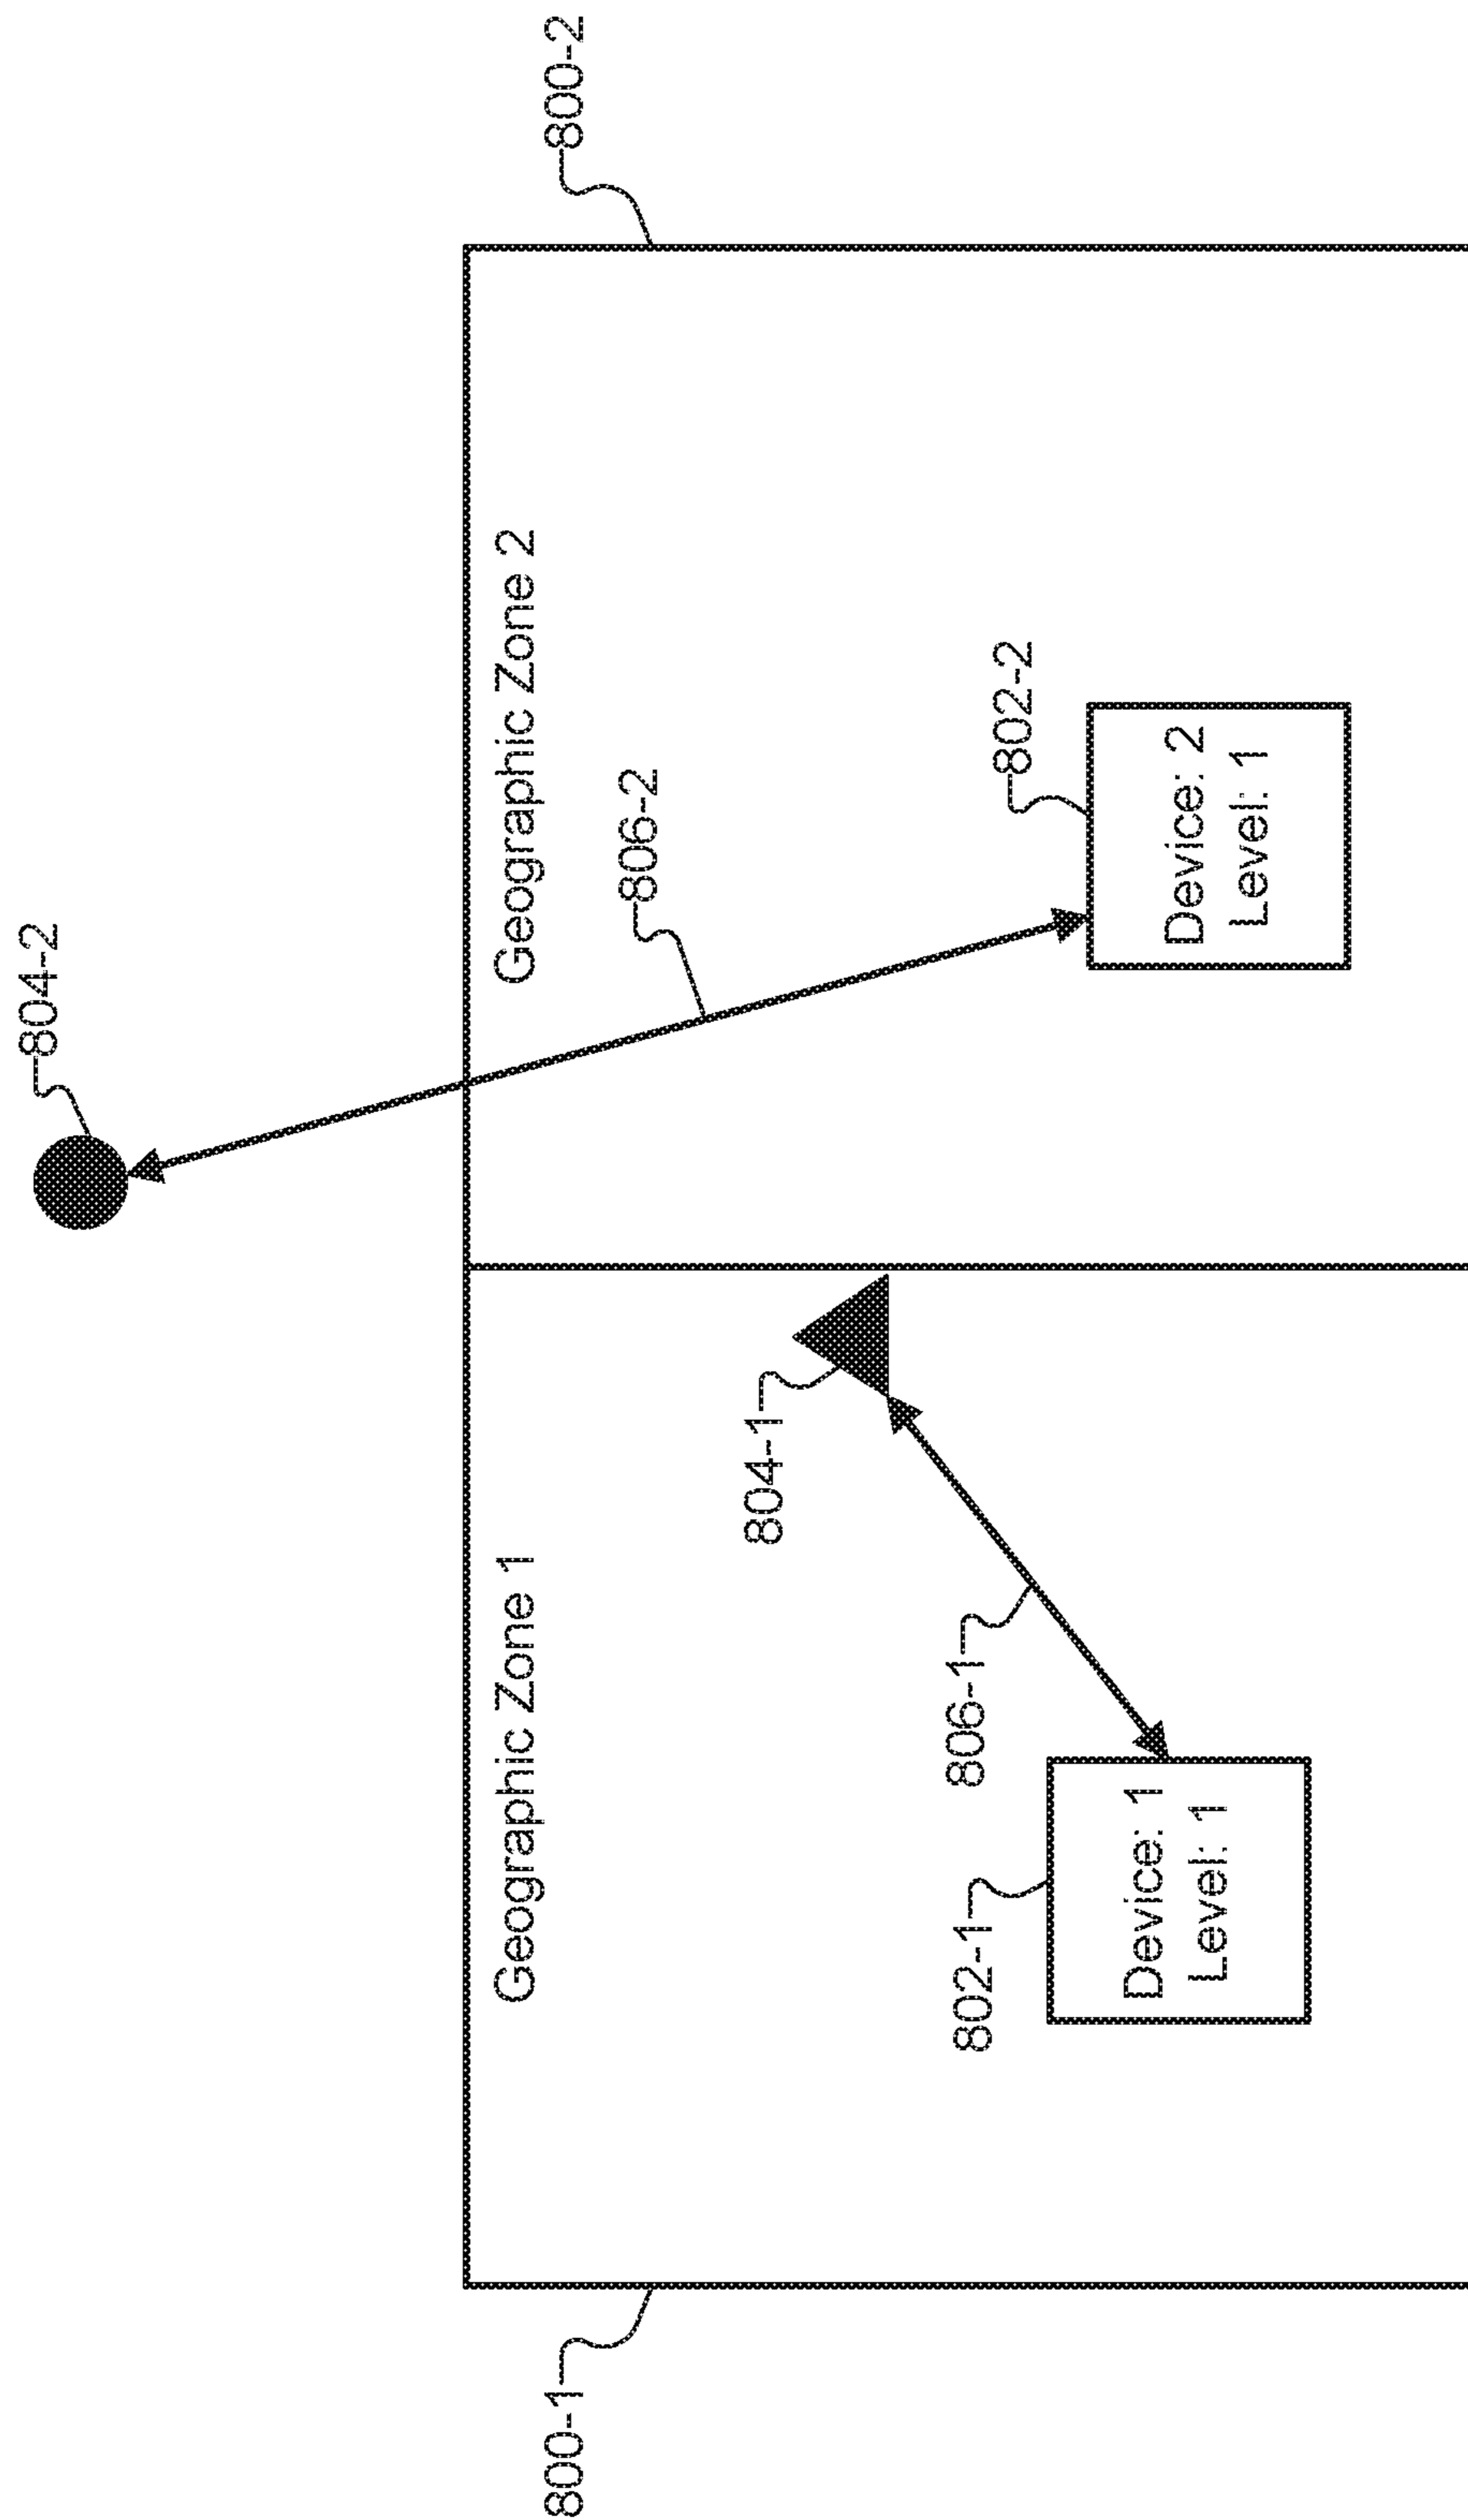 804-2
800-1
800-2
Geographic Zone 1
Geographic Zone 2
806-2
804-1
806-1
802-1
802-2
Device: 1
Level: 1
Device: 2
Level: 1